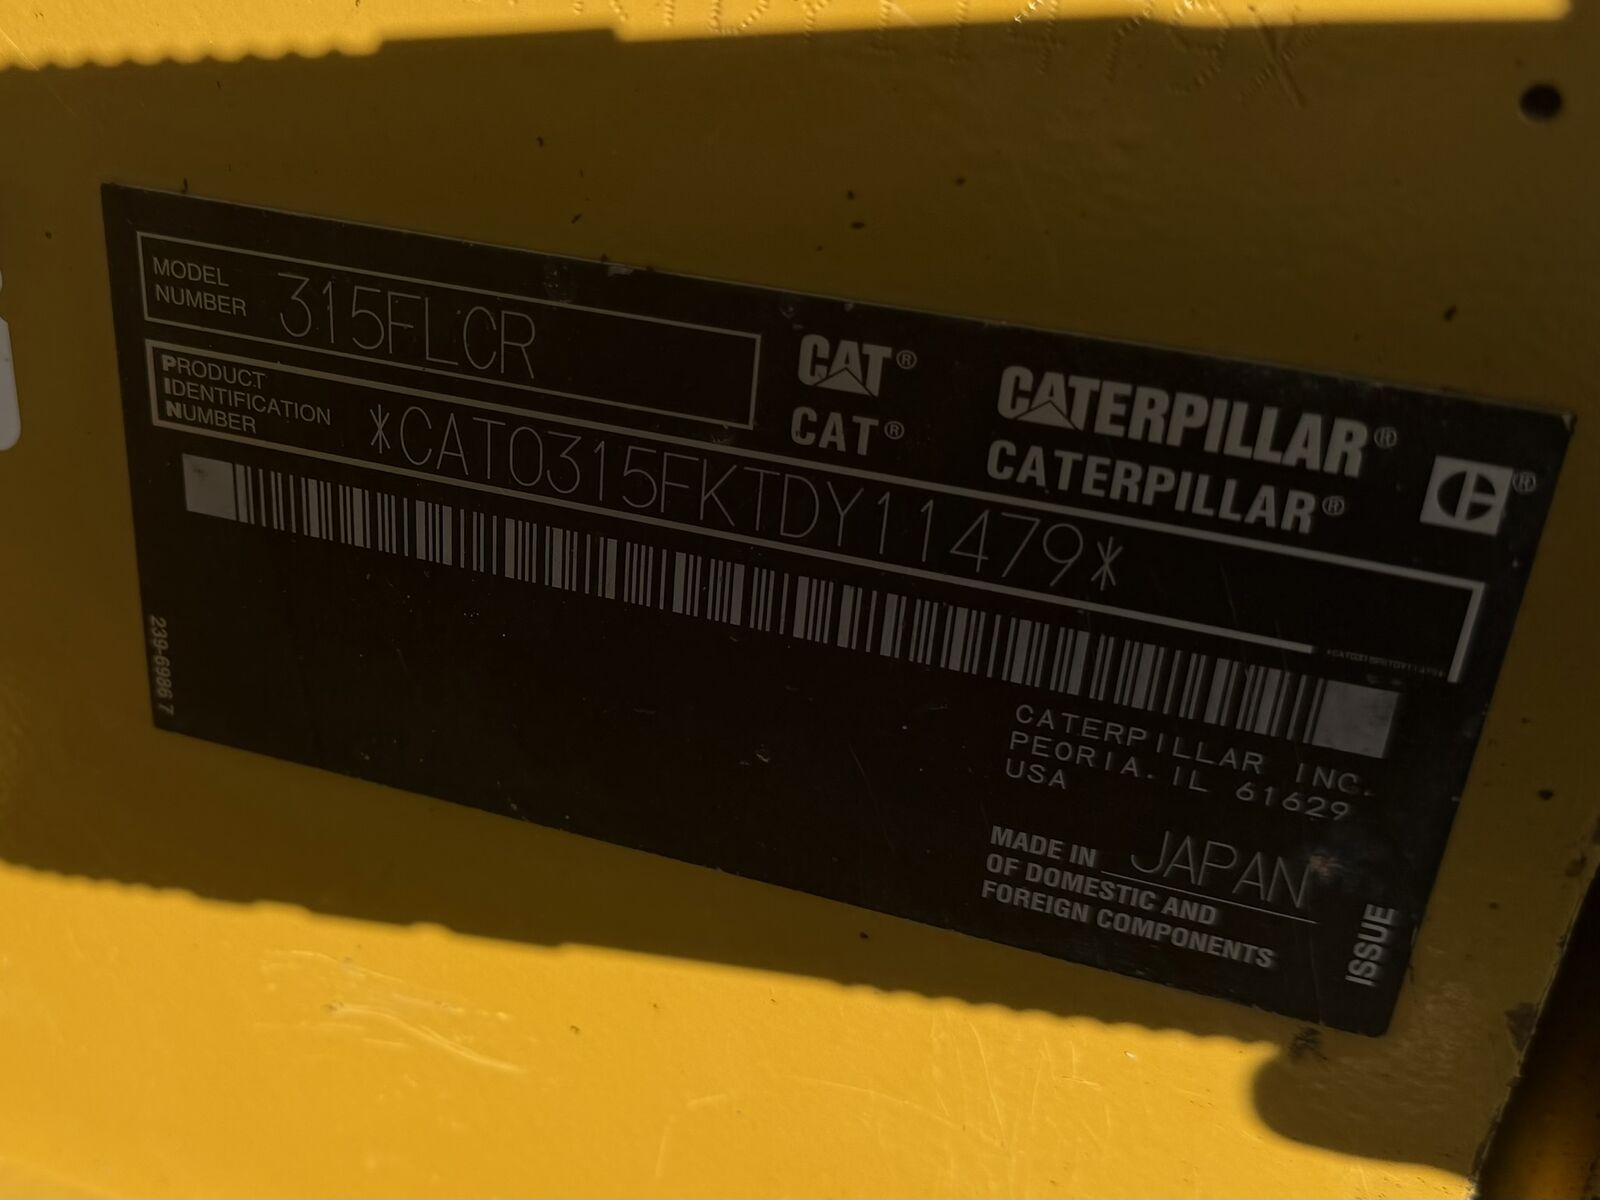 MODEL
NUMBER 315FLCR
PRODUCT
IDENTIFICATION
NUMBER *CAT0315FKTDY11479*
CAT®
CAT®
CATERPILLAR®
CATERPILLAR®
CATERPILLAR INC.
PEORIA. IL 61629
USA
MADE IN JAPAN
OF DOMESTIC AND
FOREIGN COMPONENTS
ISSUE
239-6986 7